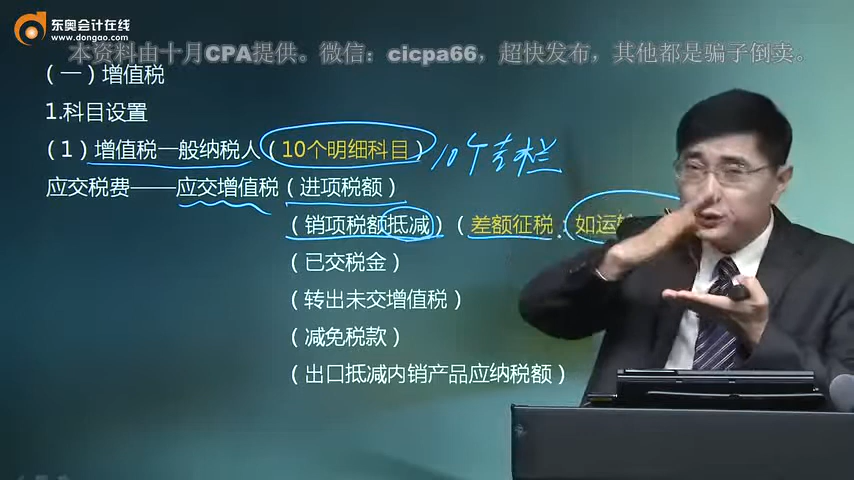 东奥会计在线
www.dongao.com
本资料由十月CPA提供。微信：cicpa66，超快发布，其他都是骗子倒卖。
（一）增值税
1.科目设置
（1）增值税一般纳税人（10个明细科目）10个专栏
应交税费——应交增值税（进项税额）
（销项税额抵减）（差额征税：如运
（已交税金）
（转出未交增值税）
（减免税款）
（出口抵减内销产品应纳税额）